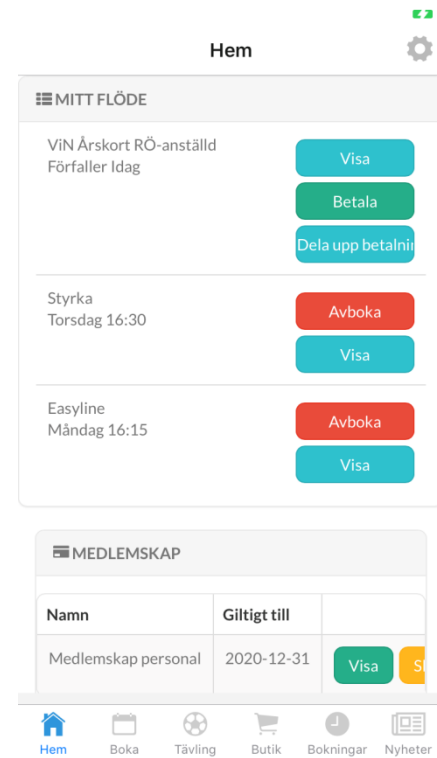 Hem
MITT FLÖDE
ViN Årskort RÖ-anställd
Förfaller Idag
Visa
Betala
Dela upp betalnin
Styrka
Torsdag 16:30
Avboka
Visa
Easyline
Måndag 16:15
Avboka
Visa
MEDLEMSKAP
Namn Giltigt till
Medlemskap personal 2020-12-31 Visa
Hem Boka Tävling Butik Bokningar Nyheter